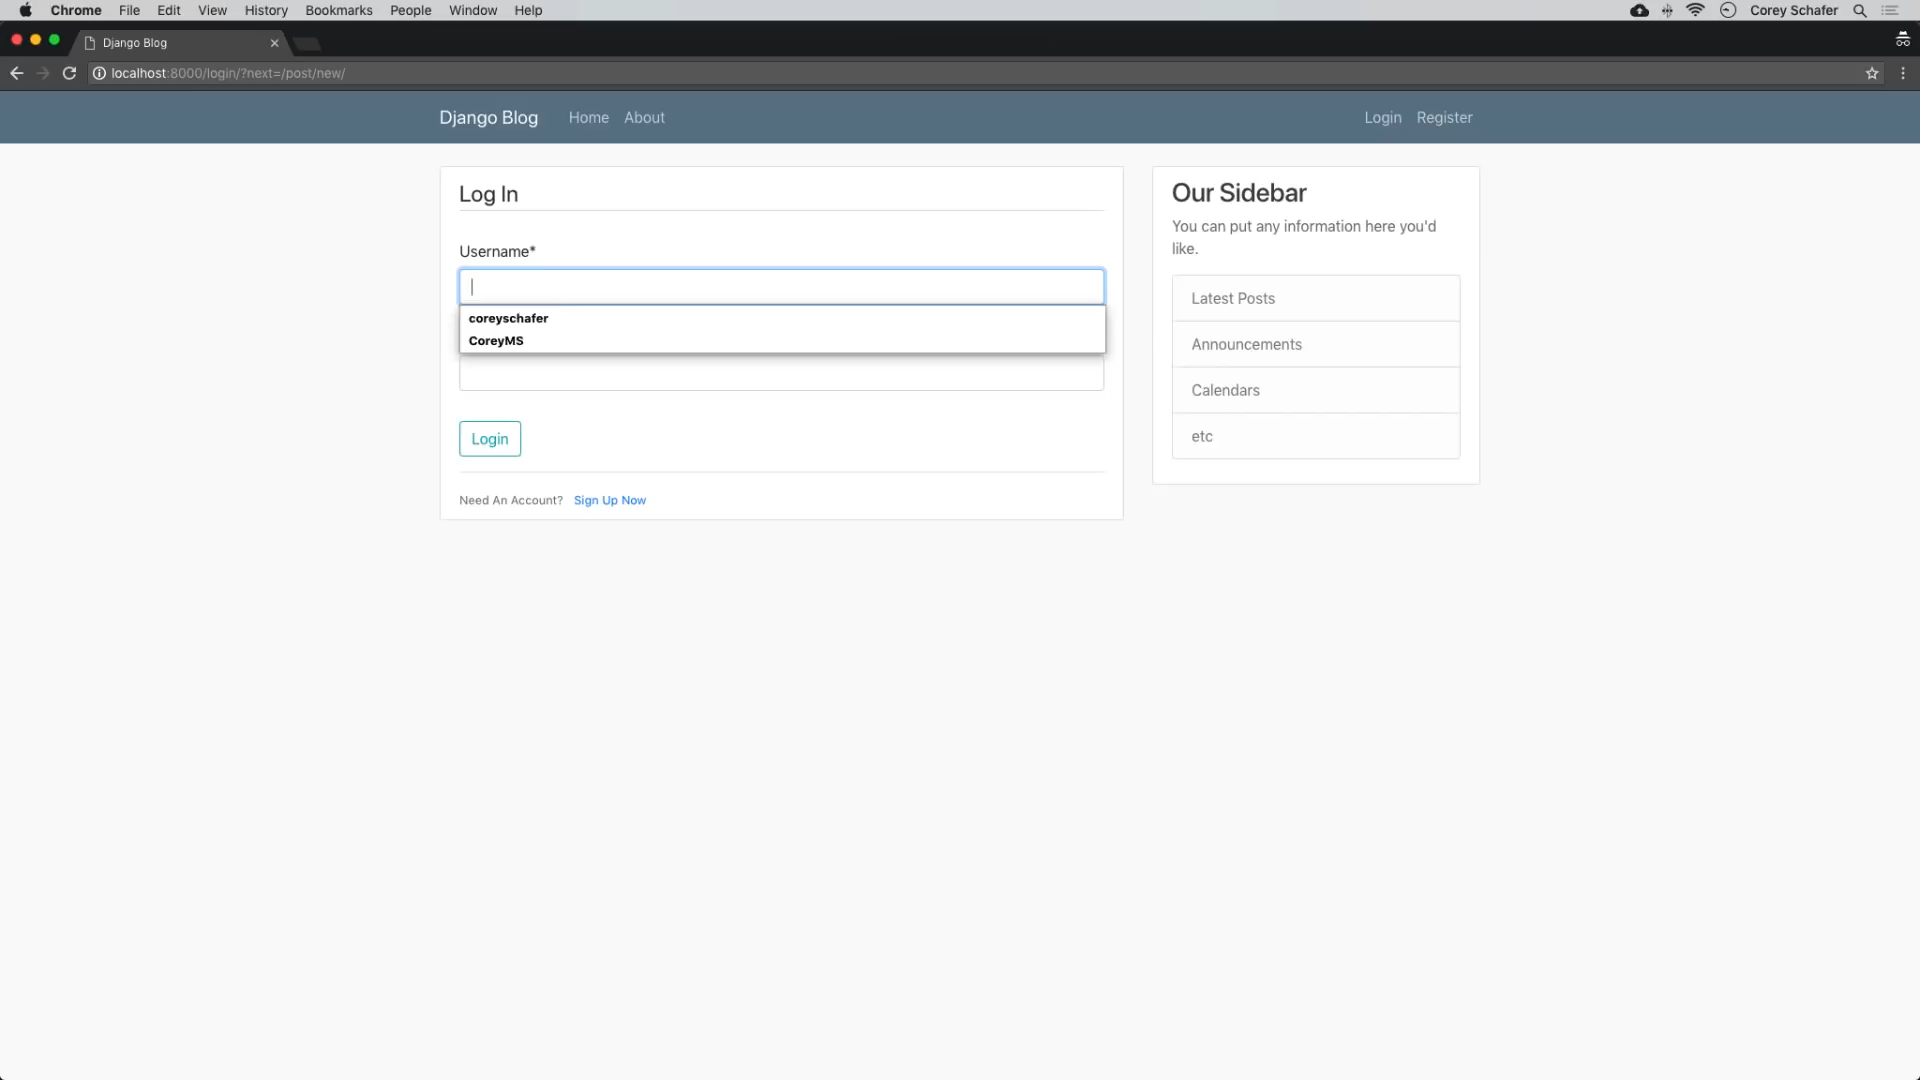 Chrome File Edit View History Bookmarks People Window Help Corey Schafer
Django Blog
localhost:8000/login/?next=/post/new/
Django Blog Home About Login Register
Log In
Username*
coreyschafer
CoreyMS
Login
Need An Account? Sign Up Now
Our Sidebar
You can put any information here you'd
like.
Latest Posts
Announcements
Calendars
etc